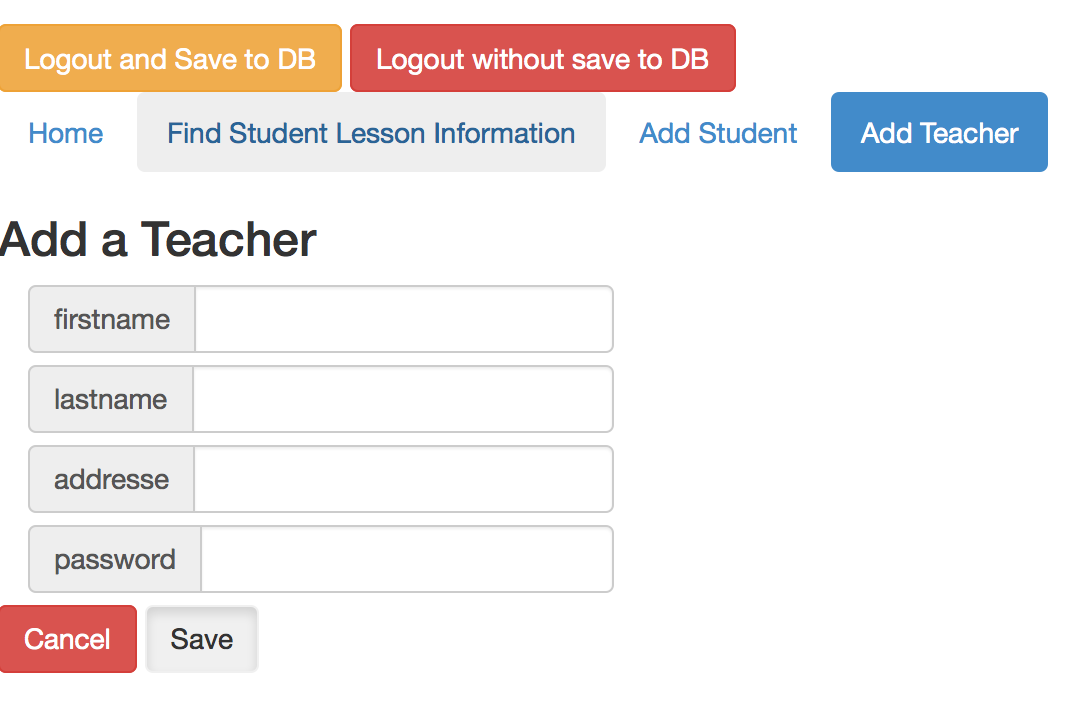 Logout and Save to DB Logout without save to DB
Home Find Student Lesson Information Add Student Add Teacher
Add a Teacher
firstname
lastname
addresse
password
Cancel Save